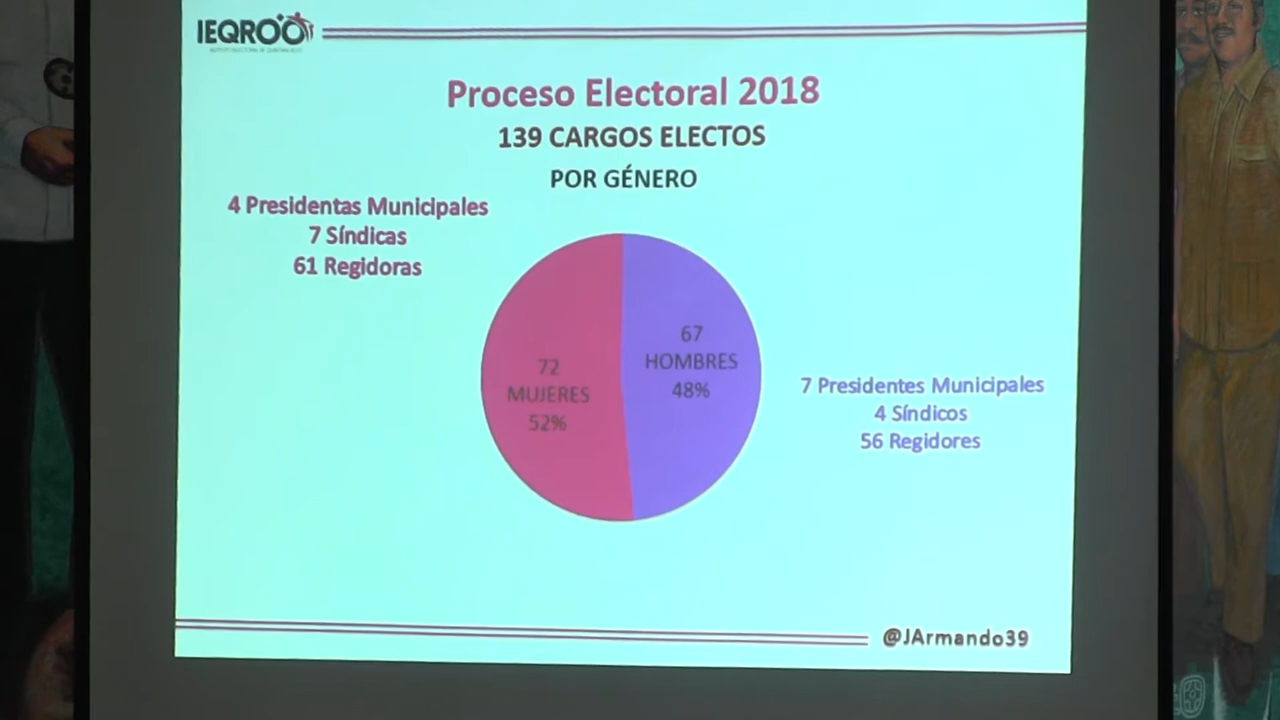 IEQROO
Proceso Electoral 2018
139 CARGOS ELECTOS
POR GÉNERO
4 Presidentas Municipales
7 Síndicas
61 Regidoras
72
MUJERES
52%
67
HOMBRES
48%
7 Presidentes Municipales
4 Síndicos
56 Regidores
@JArmando39